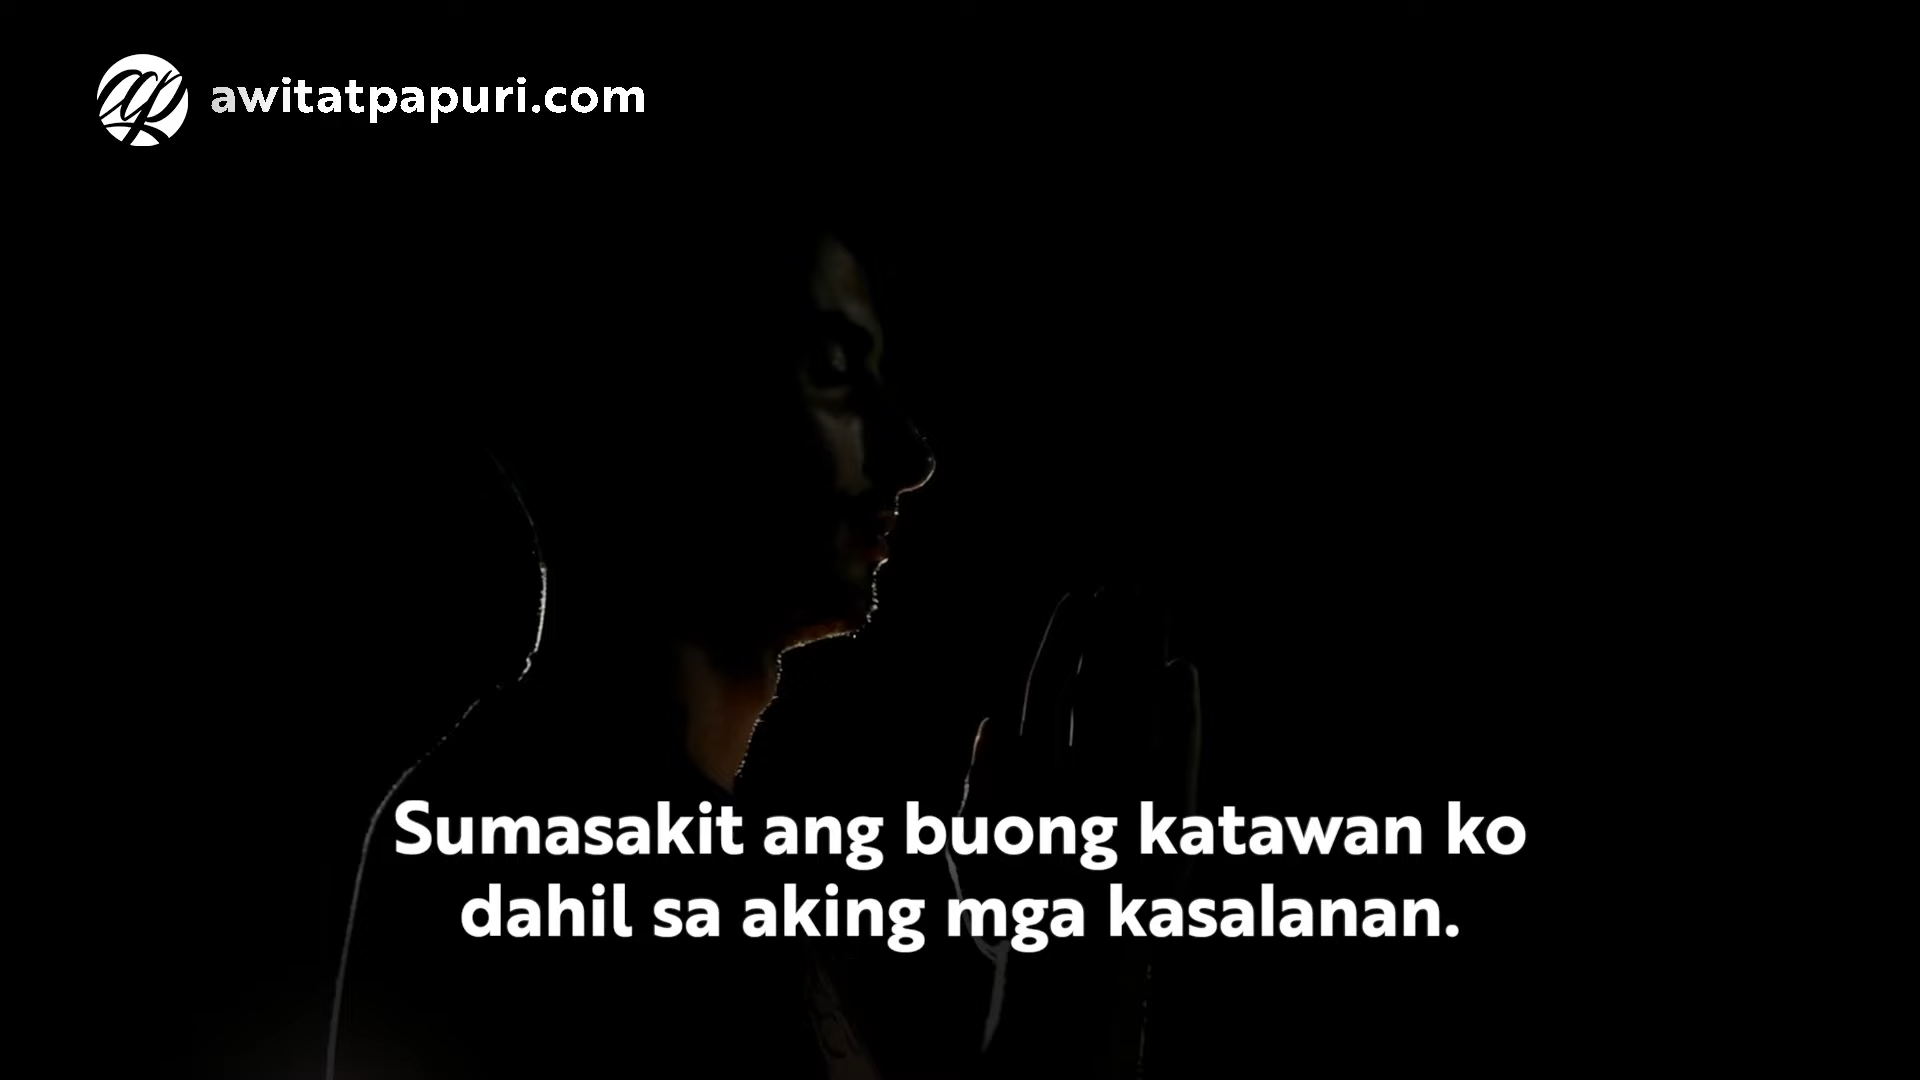 awitatpapuri.com
Sumasakit ang buong katawan ko
dahil sa aking mga kasalanan.